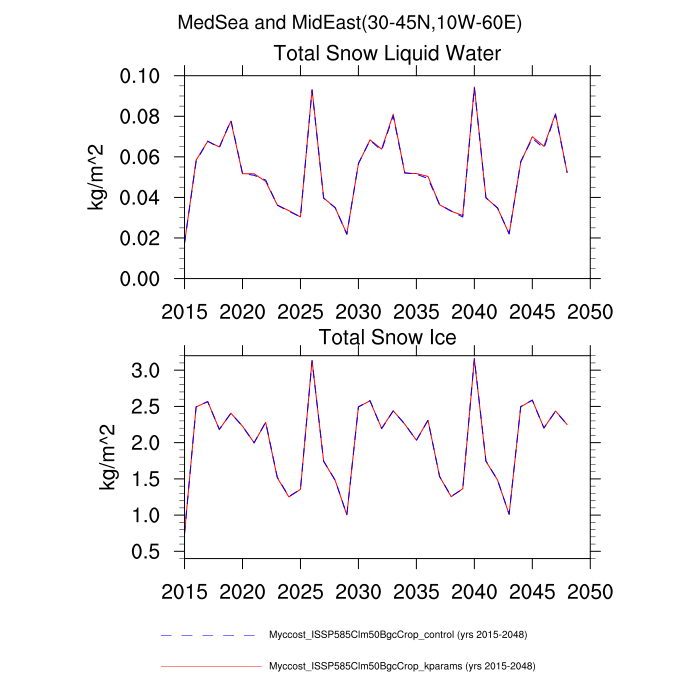 MedSea and MidEast(30-45N,10W-60E)
Total Snow Liquid Water
0.10
0.08
0.06
0.04
0.02
0.00
kg/m^2
2015 2020 2025 2030 2035 2040 2045 2050
Total Snow Ice
3.0
2.5
2.0
1.5
1.0
0.5
kg/m^2
2015 2020 2025 2030 2035 2040 2045 2050
Myccost_ISSP585Clm50BgcCrop_control (yrs 2015-2048)
Myccost_ISSP585Clm50BgcCrop_kparams (yrs 2015-2048)